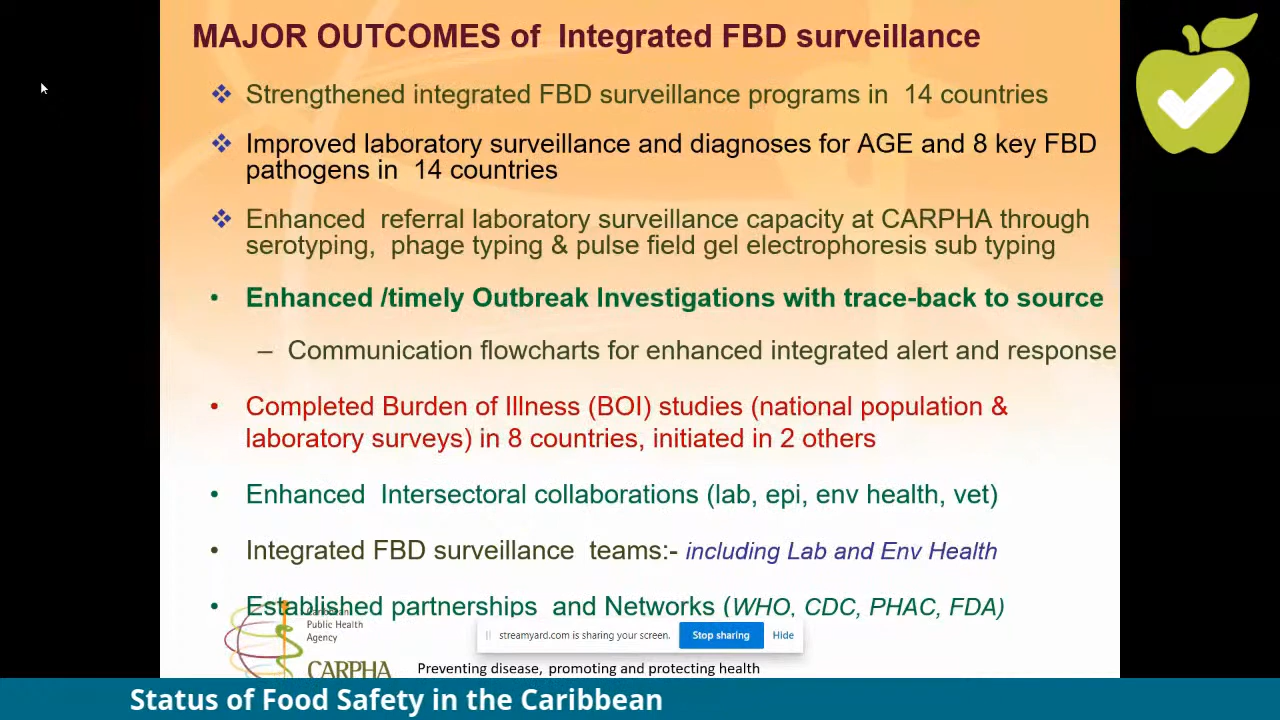 MAJOR OUTCOMES of Integrated FBD surveillance
Strengthened integrated FBD surveillance programs in 14 countries
Improved laboratory surveillance and diagnoses for AGE and 8 key FBD
pathogens in 14 countries
Enhanced referral laboratory surveillance capacity at CARPHA through
serotyping, phage typing & pulse field gel electrophoresis sub typing
• Enhanced /timely Outbreak Investigations with trace-back to source
– Communication flowcharts for enhanced integrated alert and response
• Completed Burden of Illness (BOI) studies (national population &
laboratory surveys) in 8 countries, initiated in 2 others
• Enhanced Intersectoral collaborations (lab, epi, env health, vet)
• Integrated FBD surveillance teams:- including Lab and Env Health
• Established partnerships and Networks (WHO, CDC, PHAC, FDA)
Caribbean
Public Health
Agency
CARPHA
streamyard.com is sharing your screen. Stop sharing Hide
Preventing disease, promoting and protecting health
Status of Food Safety in the Caribbean